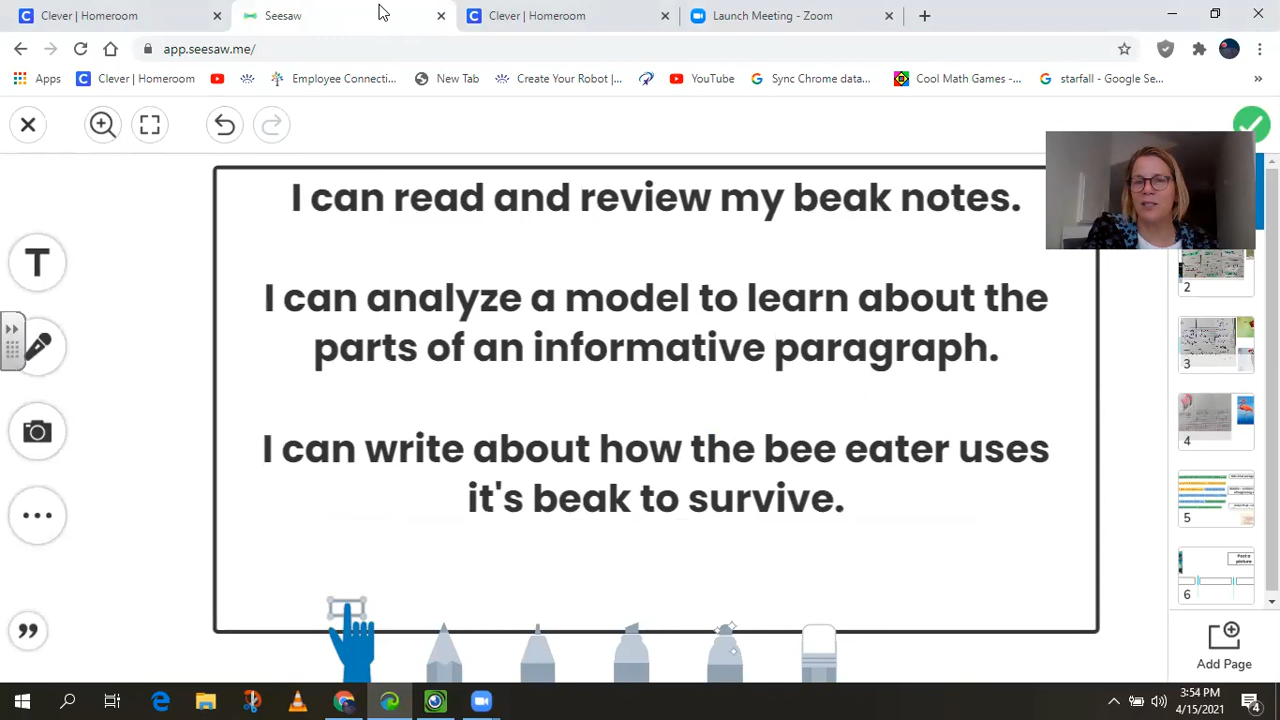 Clever | Homeroom
Seesaw
Clever | Homeroom
Launch Meeting - Zoom
app.seesaw.me/
Apps
Clever | Homeroom
Employee Connecti...
New Tab
Create Your Robot |...
YouTube
Sync Chrome data...
Cool Math Games -...
starfall - Google Se...
I can read and review my beak notes.
I can analyze a model to learn about the
parts of an informative paragraph.
I can write about how the bee eater uses
it's beak to survive.
T
2
3
4
5
6
Add Page
3:54 PM
4/15/2021
4